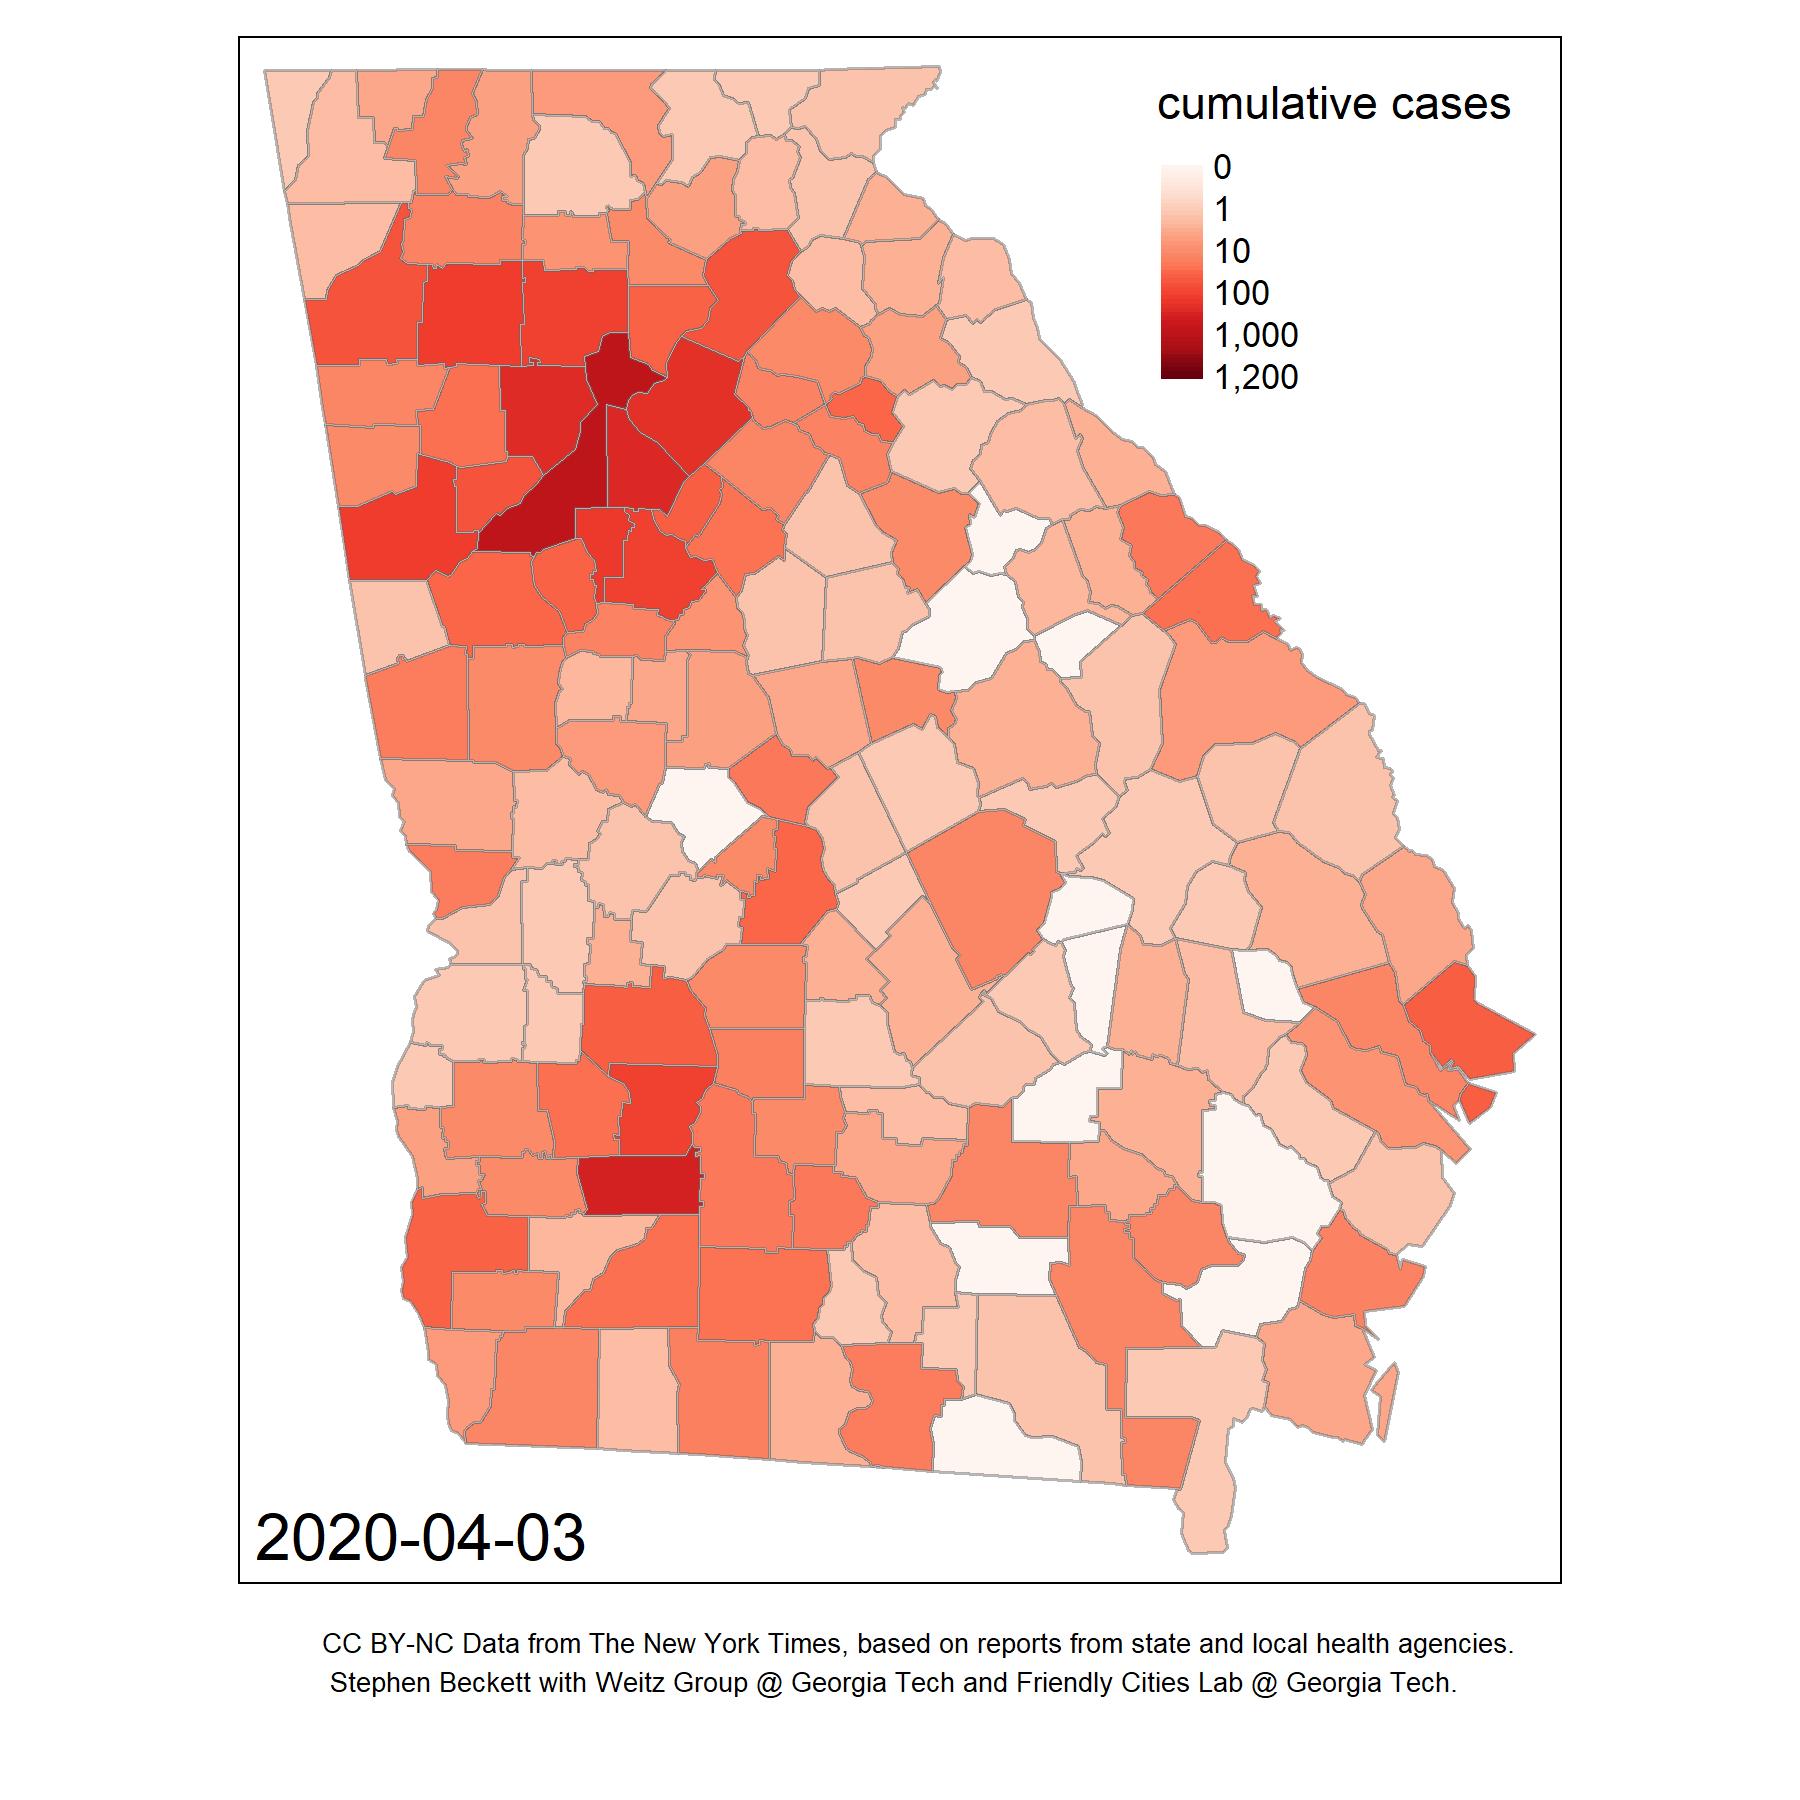 cumulative cases
0
1
10
100
1,000
1,200
2020-04-03
CC BY-NC Data from The New York Times, based on reports from state and local health agencies.
Stephen Beckett with Weitz Group @ Georgia Tech and Friendly Cities Lab @ Georgia Tech.